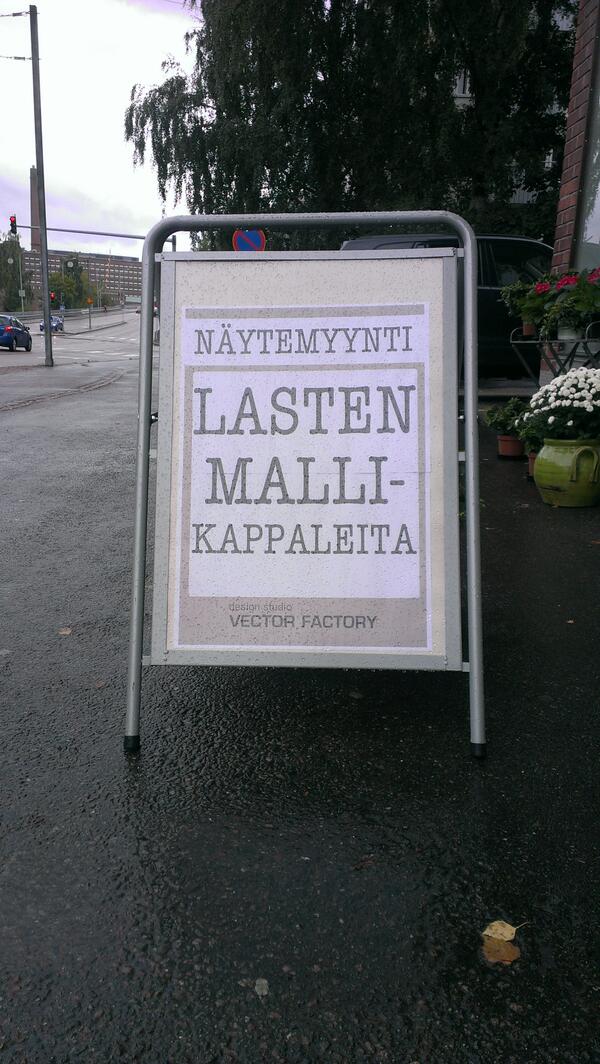 NÄYTEMYYNTI
LASTEN
MALLI-
KAPPALEITA
design studio
VECTOR FACTORY